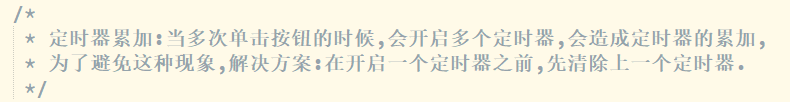 /*
* 定时器累加:当多次单击按钮的时候,会开启多个定时器,会造成定时器的累加,
* 为了避免这种现象,解决方案:在开启一个定时器之前,先清除上一个定时器.
*/